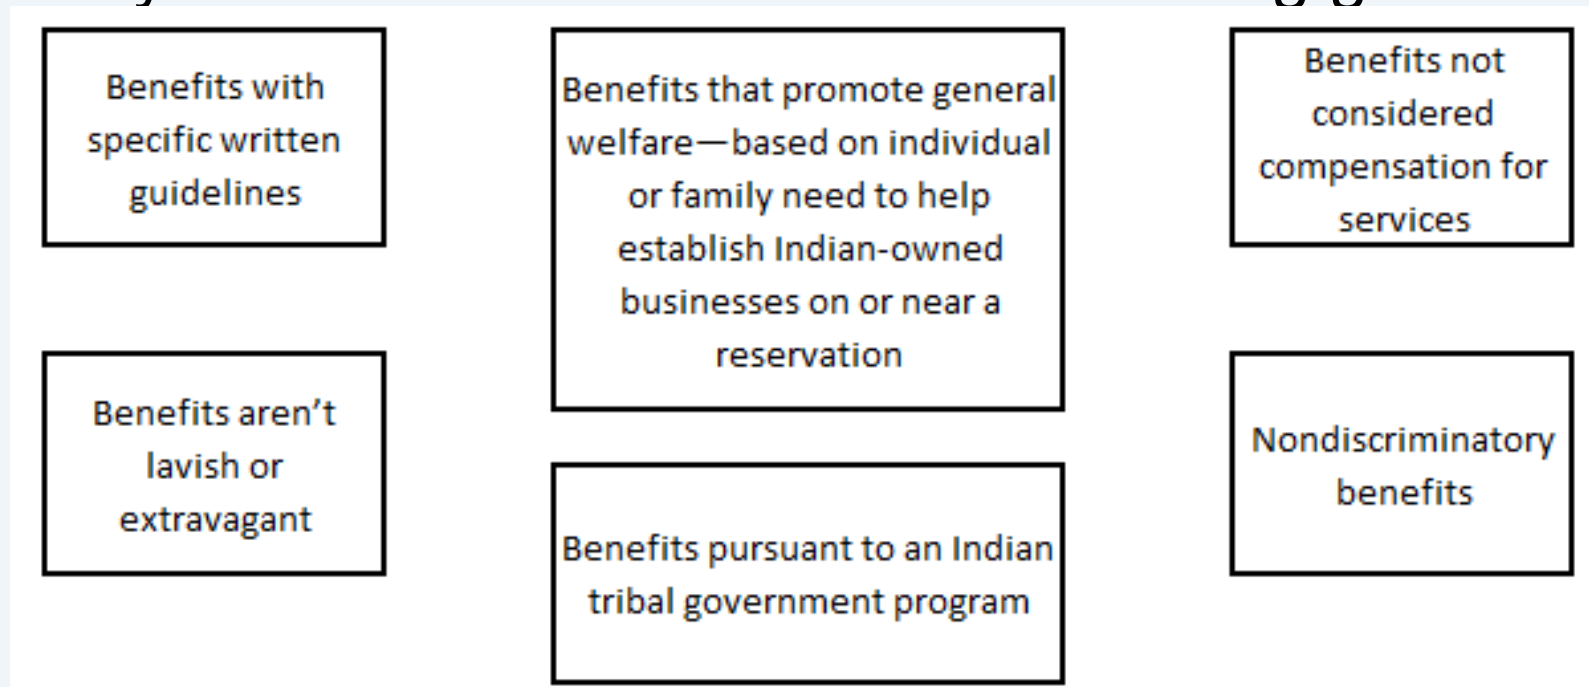 Benefits with
specific written
guidelines
Benefits that promote general
welfare—based on individual
or family need to help
establish Indian-owned
businesses on or near a
reservation
Benefits not
considered
compensation for
services
Benefits aren't
lavish or
extravagant
Benefits pursuant to an Indian
tribal government program
Nondiscriminatory
benefits